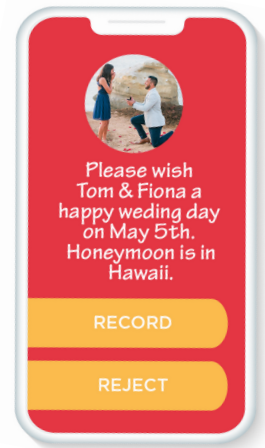 Please wish
Tom & Fiona a
happy weding day
on May 5th.
Honeymoon is in
Hawaii.
RECORD
REJECT